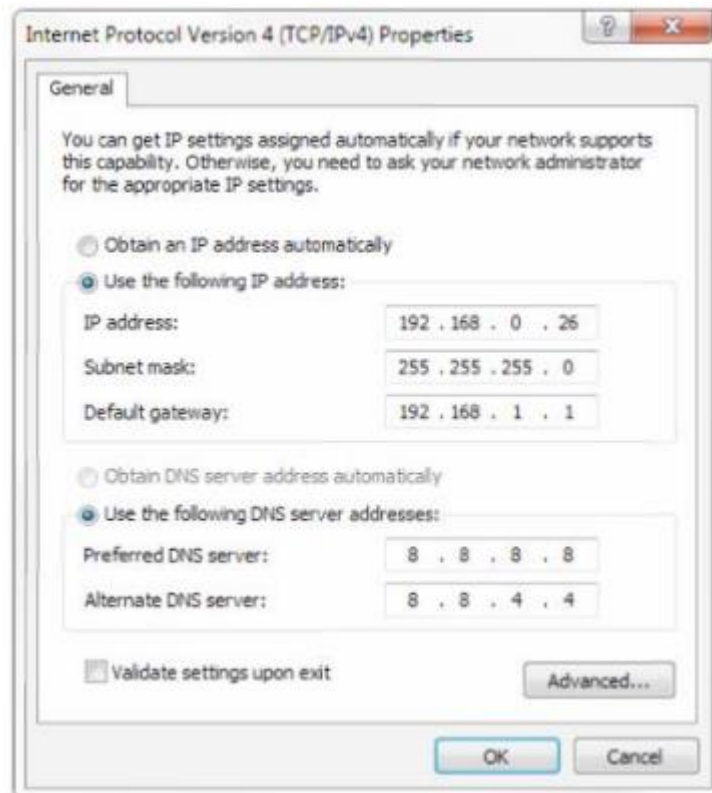 Internet Protocol Version 4 (TCP/IPv4) Properties
General
You can get IP settings assigned automatically if your network supports
this capability. Otherwise, you need to ask your network administrator
for the appropriate IP settings.
Obtain an IP address automatically
Use the following IP address:
IP address: 192 . 168 . 0 . 26
Subnet mask: 255 . 255 . 255 . 0
Default gateway: 192 . 168 . 1 . 1
Obtain DNS server address automatically
Use the following DNS server addresses:
Preferred DNS server: 8 . 8 . 8 . 8
Alternate DNS server: 8 . 8 . 4 . 4
Validate settings upon exit
Advanced...
OK Cancel